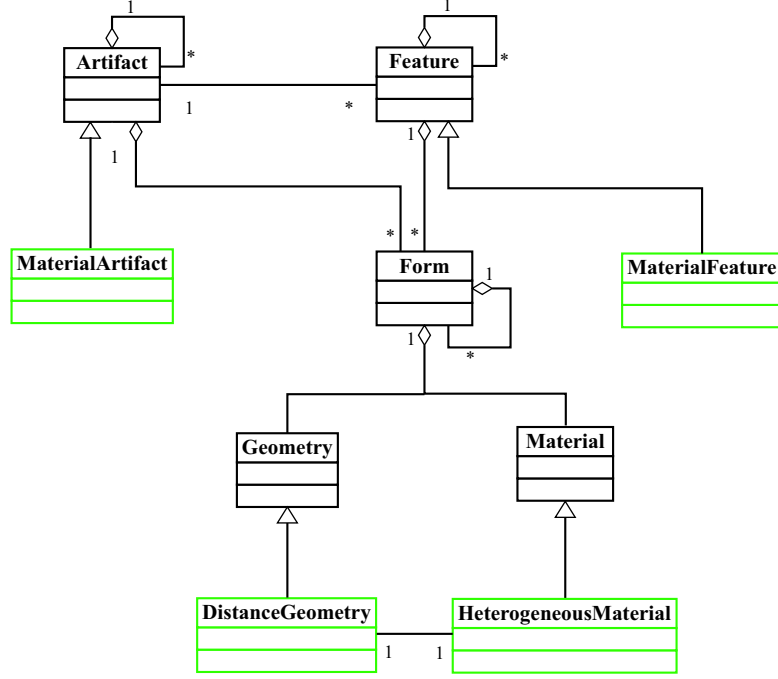 1
1
*
*
Artifact
Feature
1
*
1
1
*
*
MaterialArtifact
Form
MaterialFeature
1
1
*
Geometry
Material
DistanceGeometry
HeterogeneousMaterial
1
1